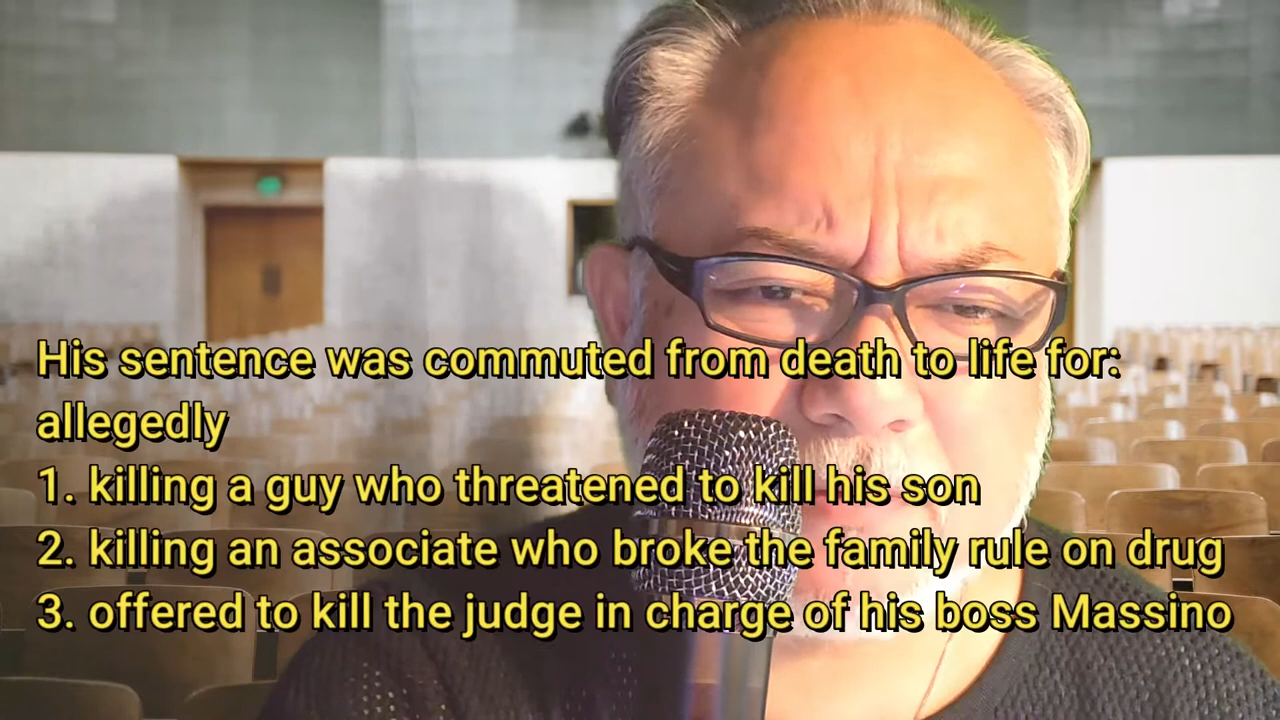 His sentence was commuted from death to life for:
allegedly
1. killing a guy who threatened to kill his son
2. killing an associate who broke the family rule on drug
3. offered to kill the judge in charge of his boss Massino